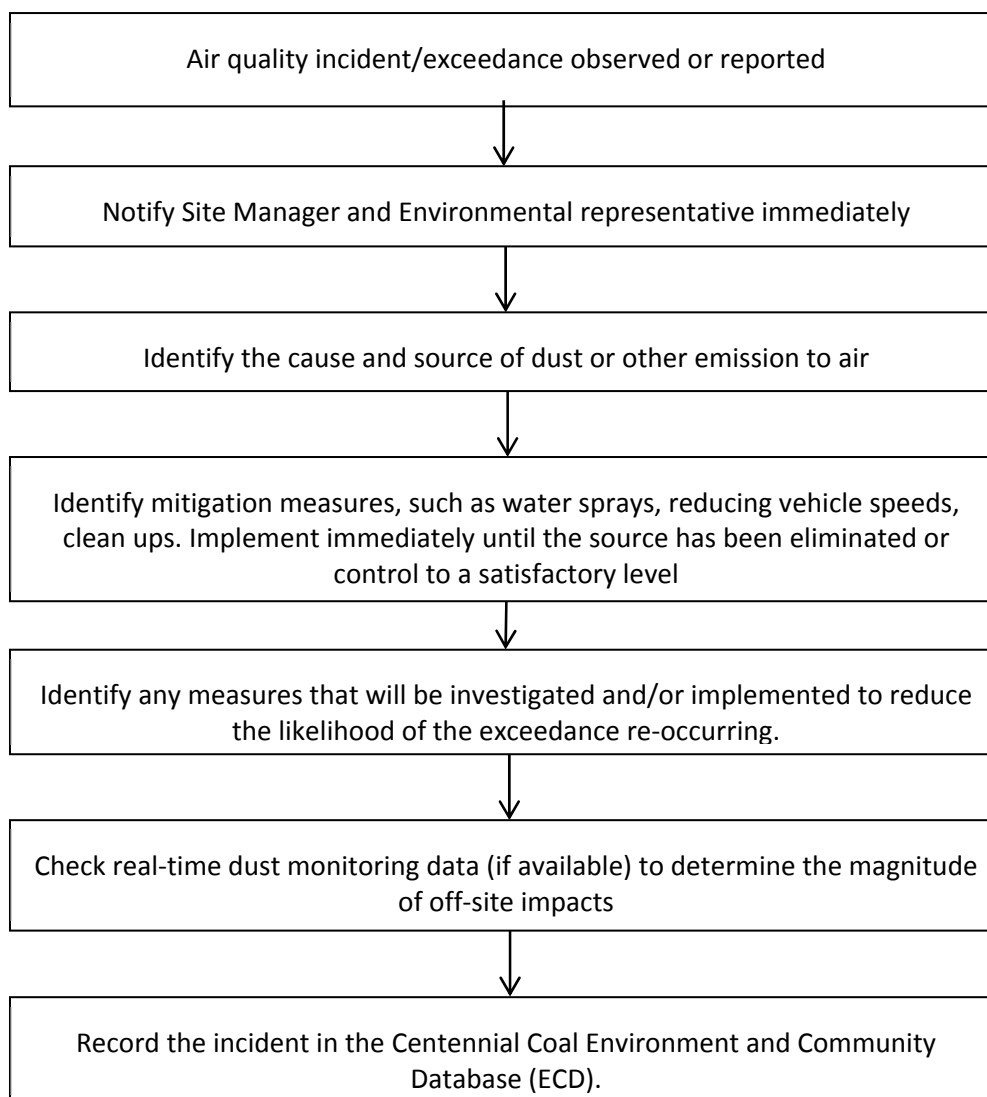 Air quality incident/exceedance observed or reported
Notify Site Manager and Environmental representative immediately
Identify the cause and source of dust or other emission to air
Identify mitigation measures, such as water sprays, reducing vehicle speeds,
clean ups. Implement immediately until the source has been eliminated or
control to a satisfactory level
Identify any measures that will be investigated and/or implemented to reduce
the likelihood of the exceedance re-occurring.
Check real-time dust monitoring data (if available) to determine the magnitude
of off-site impacts
Record the incident in the Centennial Coal Environment and Community
Database (ECD).